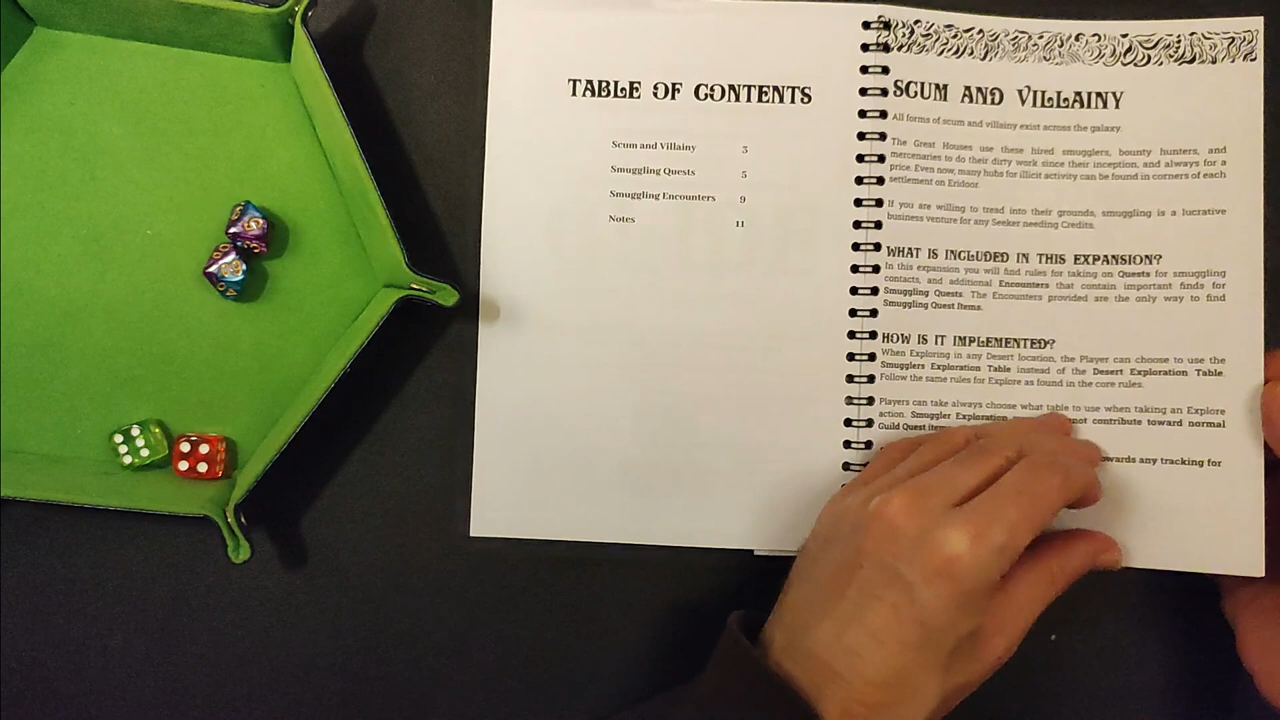 TABLE OF CONTENTS
Scum and Villainy 3
Smuggling Quests 5
Smuggling Encounters 9
Notes 11
SCUM AND VILLAINY
All forms of scum and villainy exist across the galaxy.
The Great Houses use these hired smugglers, bounty hunters, and
mercenaries to do their dirty work since their inception, and always for a
price. Even now, many hubs for illicit activity can be found in corners of each
settlement on Eridoor.
If you are willing to tread into their grounds, smuggling is a lucrative
business venture for any Seeker needing Credits.
WHAT IS INCLUDED IN THIS EXPANSION?
In this expansion you will find rules for taking on Quests for smuggling
contacts, and additional Encounters that contain important finds for
Smuggling Quests. The Encounters provided are the only way to find
Smuggling Quest Items.
HOW IS IT IMPLEMENTED?
When Exploring in any Desert location, the Player can choose to use the
Smugglers Exploration Table instead of the Desert Exploration Table.
Follow the same rules for Explore as found in the core rules.
Players can take always choose what table to use when taking an Explore
action. Smuggler Exploration not contribute toward normal
Guild Quest
owards any tracking for